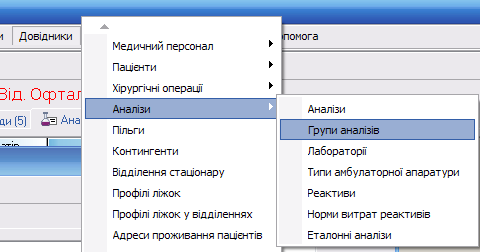 Довідники
Від. Офтал
ди (5)
Ана
Медичний персонал
Пацієнти
Хірургічні операції
Аналізи
Пільги
Контингенти
Відділення стаціонару
Профілі ліжок
Профілі ліжок у відділеннях
Адреси проживання пацієнтів
помога
Аналізи
Групи аналізів
Лабораторії
Типи амбулаторної апаратури
Реактиви
Норми витрат реактивів
Еталонні аналізи